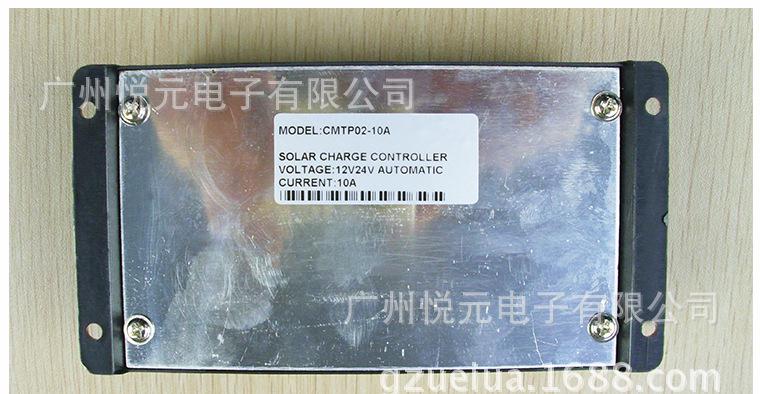 广州悦元电子有限公司
MODEL:CMTP02-10A
SOLAR CHARGE CONTROLLER
VOLTAGE:12V24V AUTOMATIC
CURRENT:10A
广州悦元电子有限公司
gzuelua.1688.com